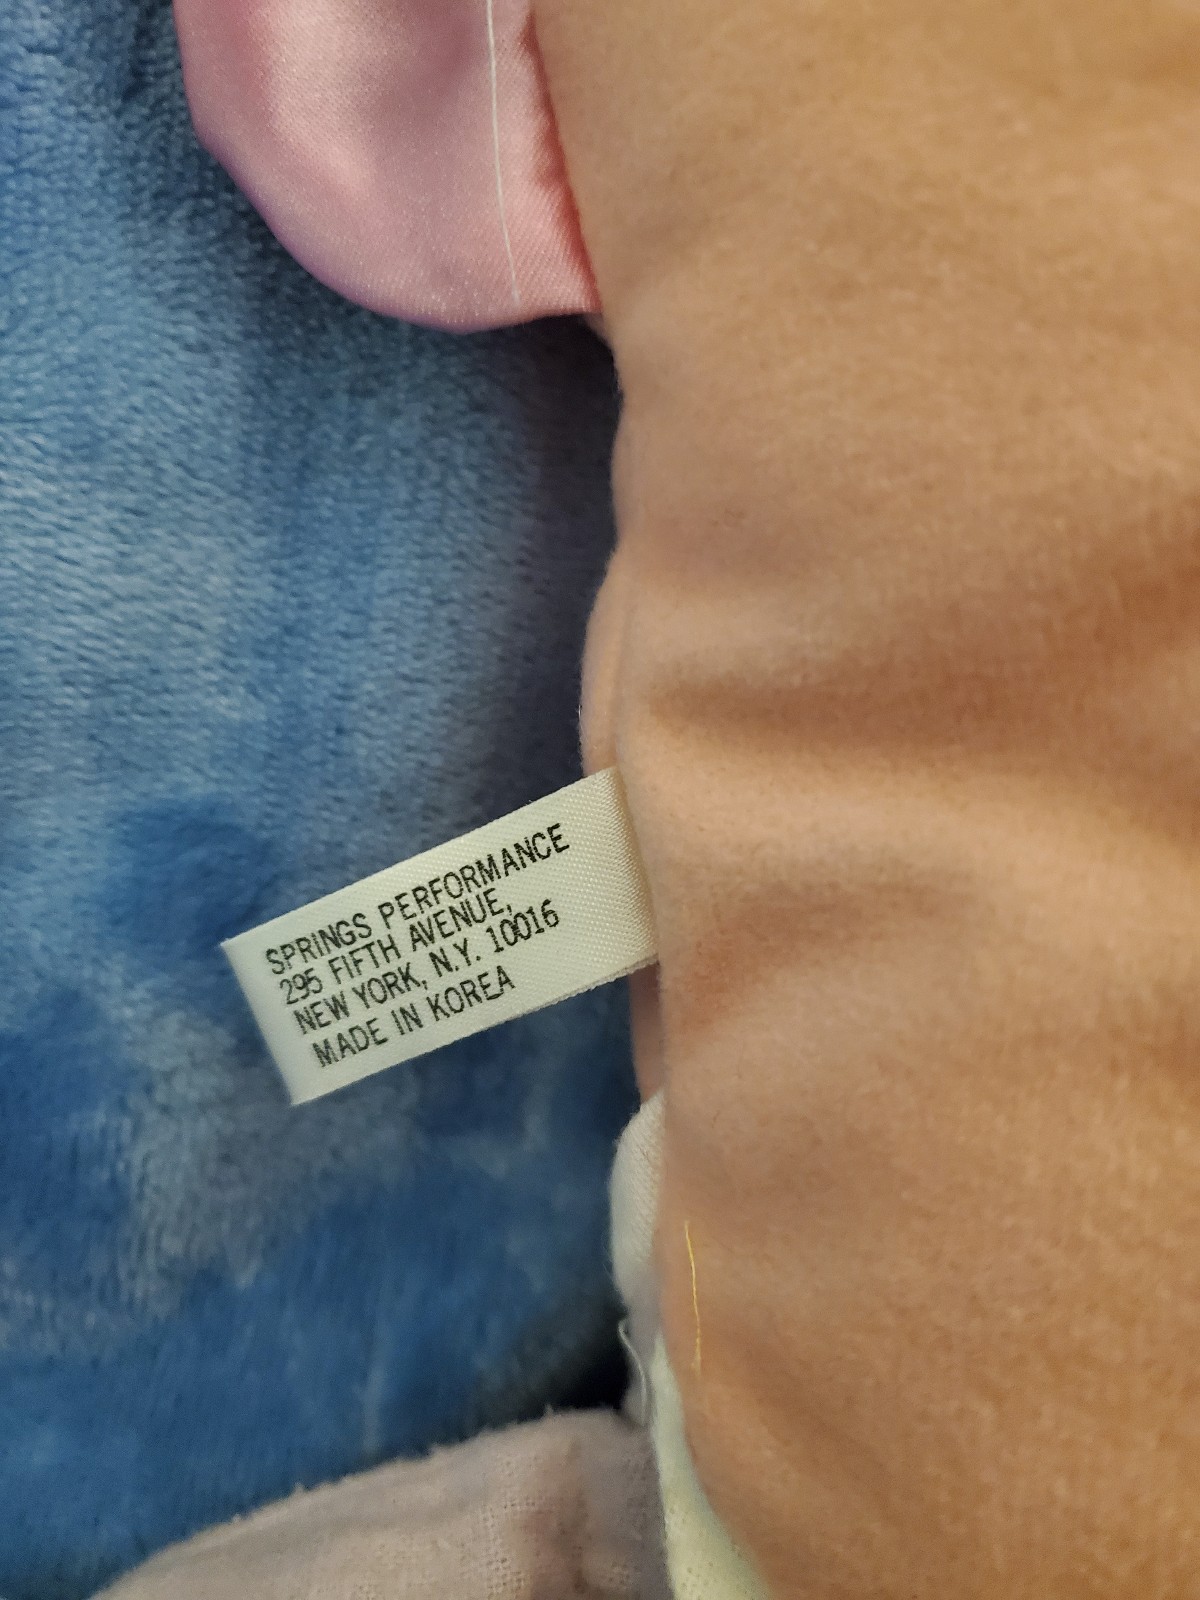 SPRINGS PERFORMANCE
295 FIFTH AVENUE,
NEW YORK, N.Y. 10016
MADE IN KOREA